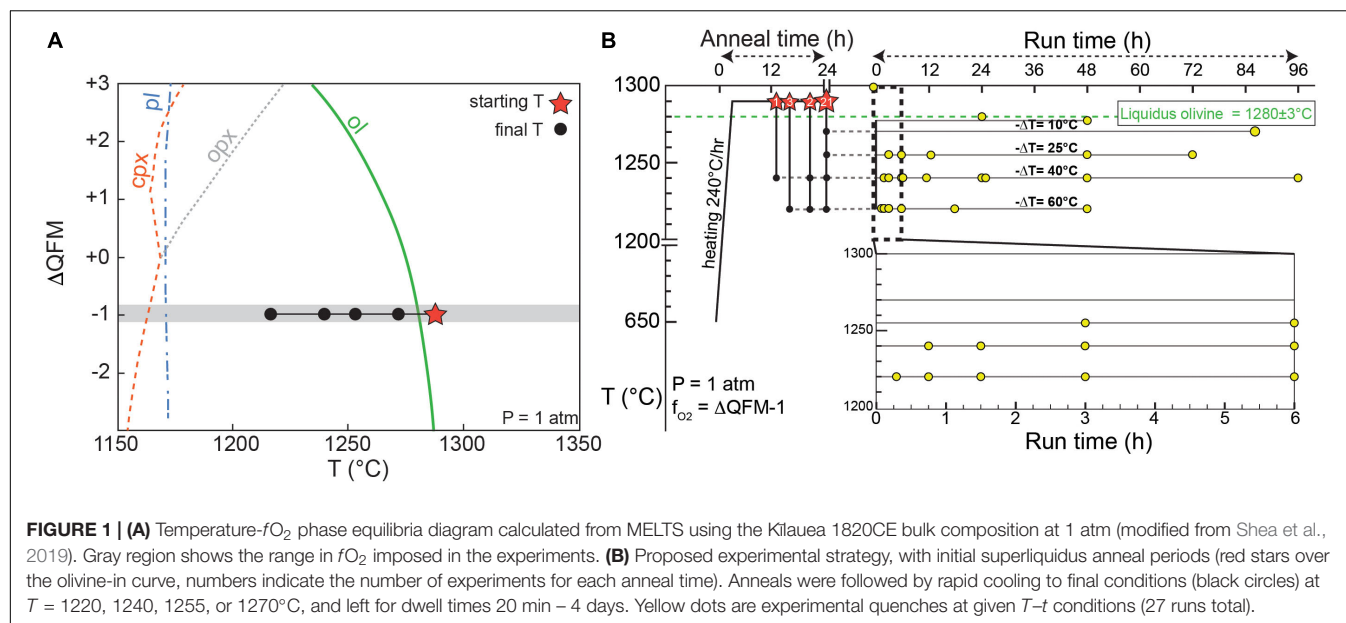 A
+3
+2
+1
+0
-1
-2
ΔQFM
cpx
pl
opx
ol
starting T
final T
P = 1 atm
1150 1200 1250 1300 1350
T (°C)
B
Anneal time (h)
0 12 24
Run time (h)
0 12 24 36 48 60 72 84 96
1300
1250
1200
650
T (°C)
heating 240°C/hr
Liquidus olivine = 1280±3°C
-ΔT= 10°C
-ΔT= 25°C
-ΔT= 40°C
-ΔT= 60°C
P = 1 atm
fO2 = ΔQFM-1
1300
1250
1200
0 1 2 3 4 5 6
Run time (h)
FIGURE 1 | (A) Temperature-fO2 phase equilibria diagram calculated from MELTS using the Kīlauea 1820CE bulk composition at 1 atm (modified from Shea et al.,
2019). Gray region shows the range in fO2 imposed in the experiments. (B) Proposed experimental strategy, with initial superliquidus anneal periods (red stars over
the olivine-in curve, numbers indicate the number of experiments for each anneal time). Anneals were followed by rapid cooling to final conditions (black circles) at
T = 1220, 1240, 1255, or 1270°C, and left for dwell times 20 min – 4 days. Yellow dots are experimental quenches at given T–t conditions (27 runs total).